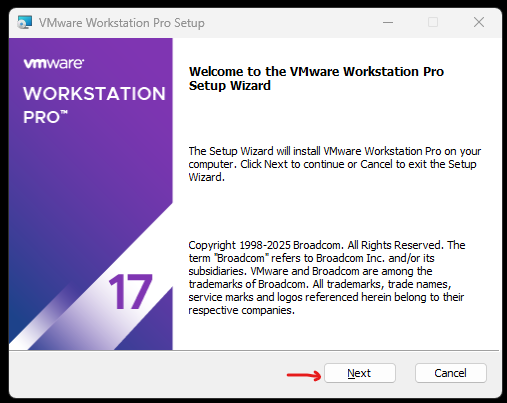 VMware Workstation Pro Setup
vmware®
WORKSTATION
PRO™
17
Welcome to the VMware Workstation Pro
Setup Wizard
The Setup Wizard will install VMware Workstation Pro on your
computer. Click Next to continue or Cancel to exit the Setup
Wizard.
Copyright 1998-2025 Broadcom. All Rights Reserved. The
term "Broadcom" refers to Broadcom Inc. and/or its
subsidiaries. VMware and Broadcom are among the
trademarks of Broadcom. All trademarks, trade names,
service marks and logos referenced herein belong to their
respective companies.
Next
Cancel